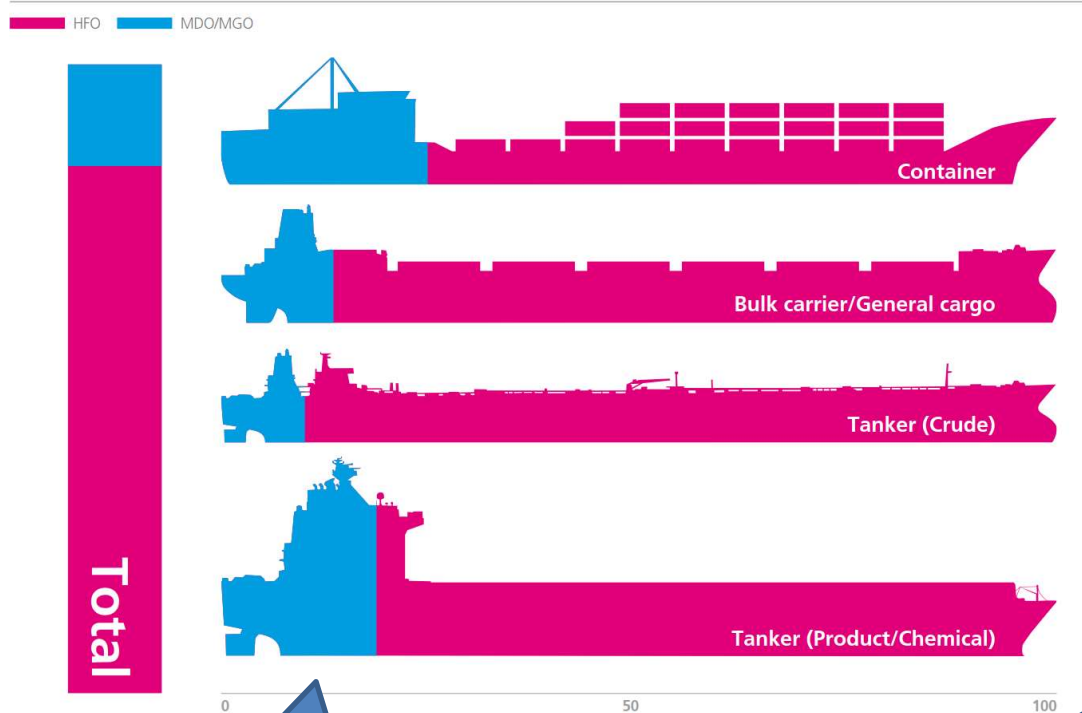 HFO MDO/MGO
Container
Bulk carrier/General cargo
Tanker (Crude)
Tanker (Product/Chemical)
Total
0 50 100